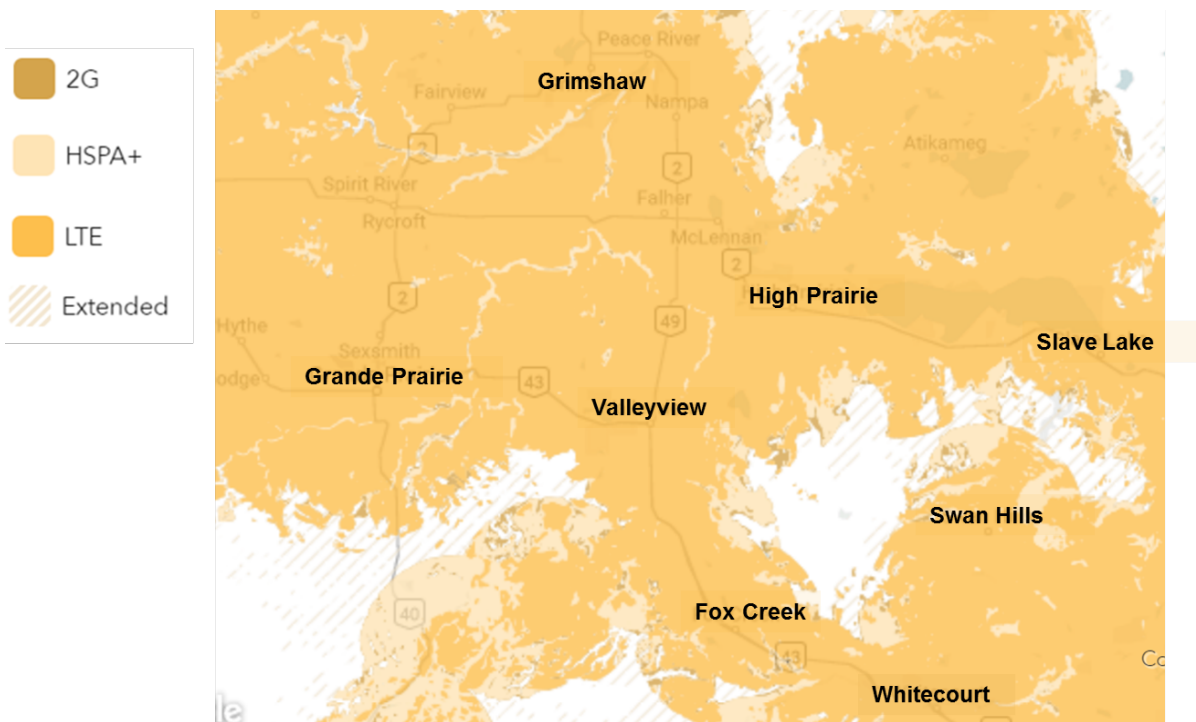 2G
HSPA+
LTE
Extended
Peace River
Grimshaw
Fairview
Nampa
2
Atikameg
2
Spirit River
Falher
Rycroft
McLennan
2
High Prairie
2
49
Hythe
Slave Lake
Sexsmith
Grande Prairie
43
Valleyview
Swan Hills
40
Fox Creek
43
Whitecourt